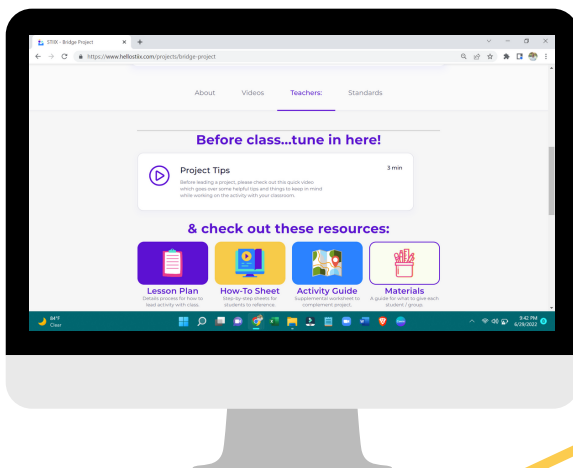 STIIX - Bridge Project
https://www.hellostiix.com/projects/bridge-project
About Videos Teachers: Standards
Before class...tune in here!
Project Tips 3 min
Before leading a project, please check out this quick video
which goes over some helpful tips and things to keep in mind
while working on the activity with your classroom.
& check out these resources:
Lesson Plan How-To Sheet Activity Guide Materials
Details process for how to Step-by-step sheets for Supplemental worksheet to A guide for what to give each
lead activity with class. students to reference. complement project. student / group.
84°F
Clear
9:42 PM
6/29/2022